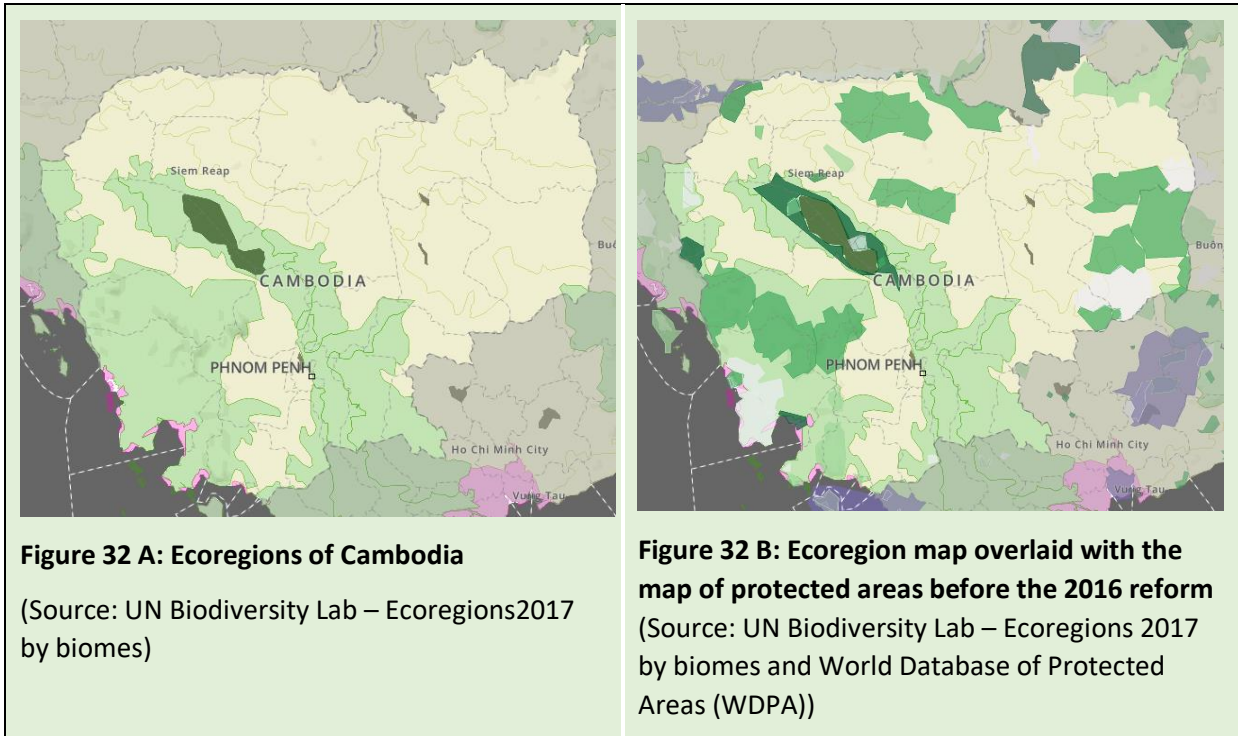 Siem Reap
CAMBODIA
PHNOM PENH
Buô
Ho Chi Minh City
Vung Tau
Figure 32 A: Ecoregions of Cambodia
(Source: UN Biodiversity Lab – Ecoregions2017
by biomes)
Siem Reap
CAMBODIA
PHNOM PENH
Buôn
Ho Chi Minh City
Vung Tau
Figure 32 B: Ecoregion map overlaid with the
map of protected areas before the 2016 reform
(Source: UN Biodiversity Lab – Ecoregions 2017
by biomes and World Database of Protected
Areas (WDPA))